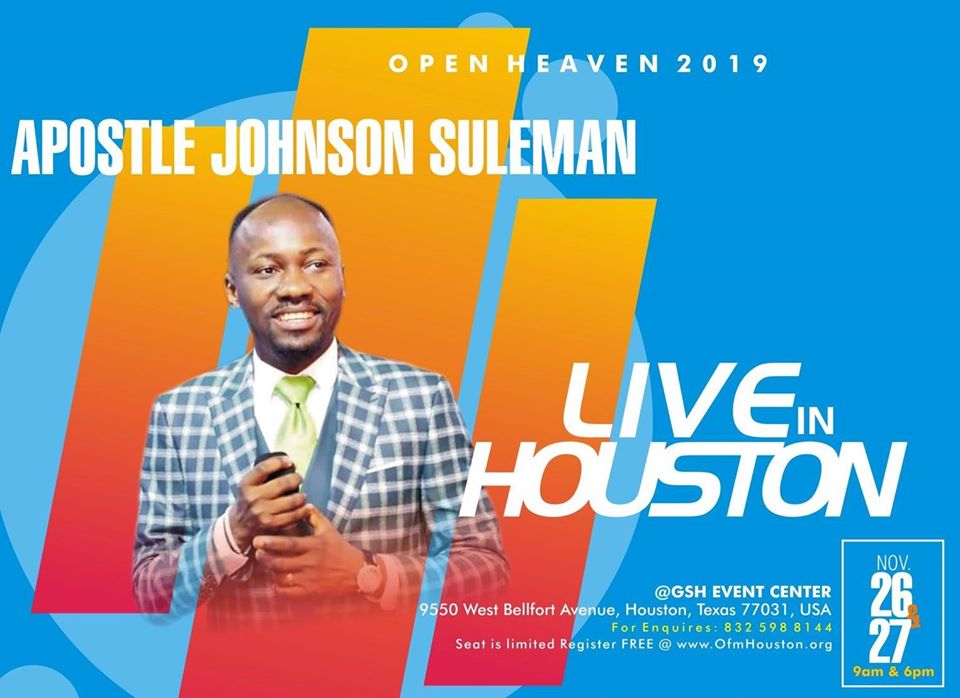 OPEN HEAVEN 2019
APOSTLE JOHNSON SULEMAN
LIVE IN
HOUSTON
@GSH EVENT CENTER
9550 West Bellfort Avenue, Houston, Texas 77031, USA
For Enquires: 832 598 8144
Seat is limited Register FREE @ www.OfmHouston.org
NOV.
26
&
27
9am & 6pm